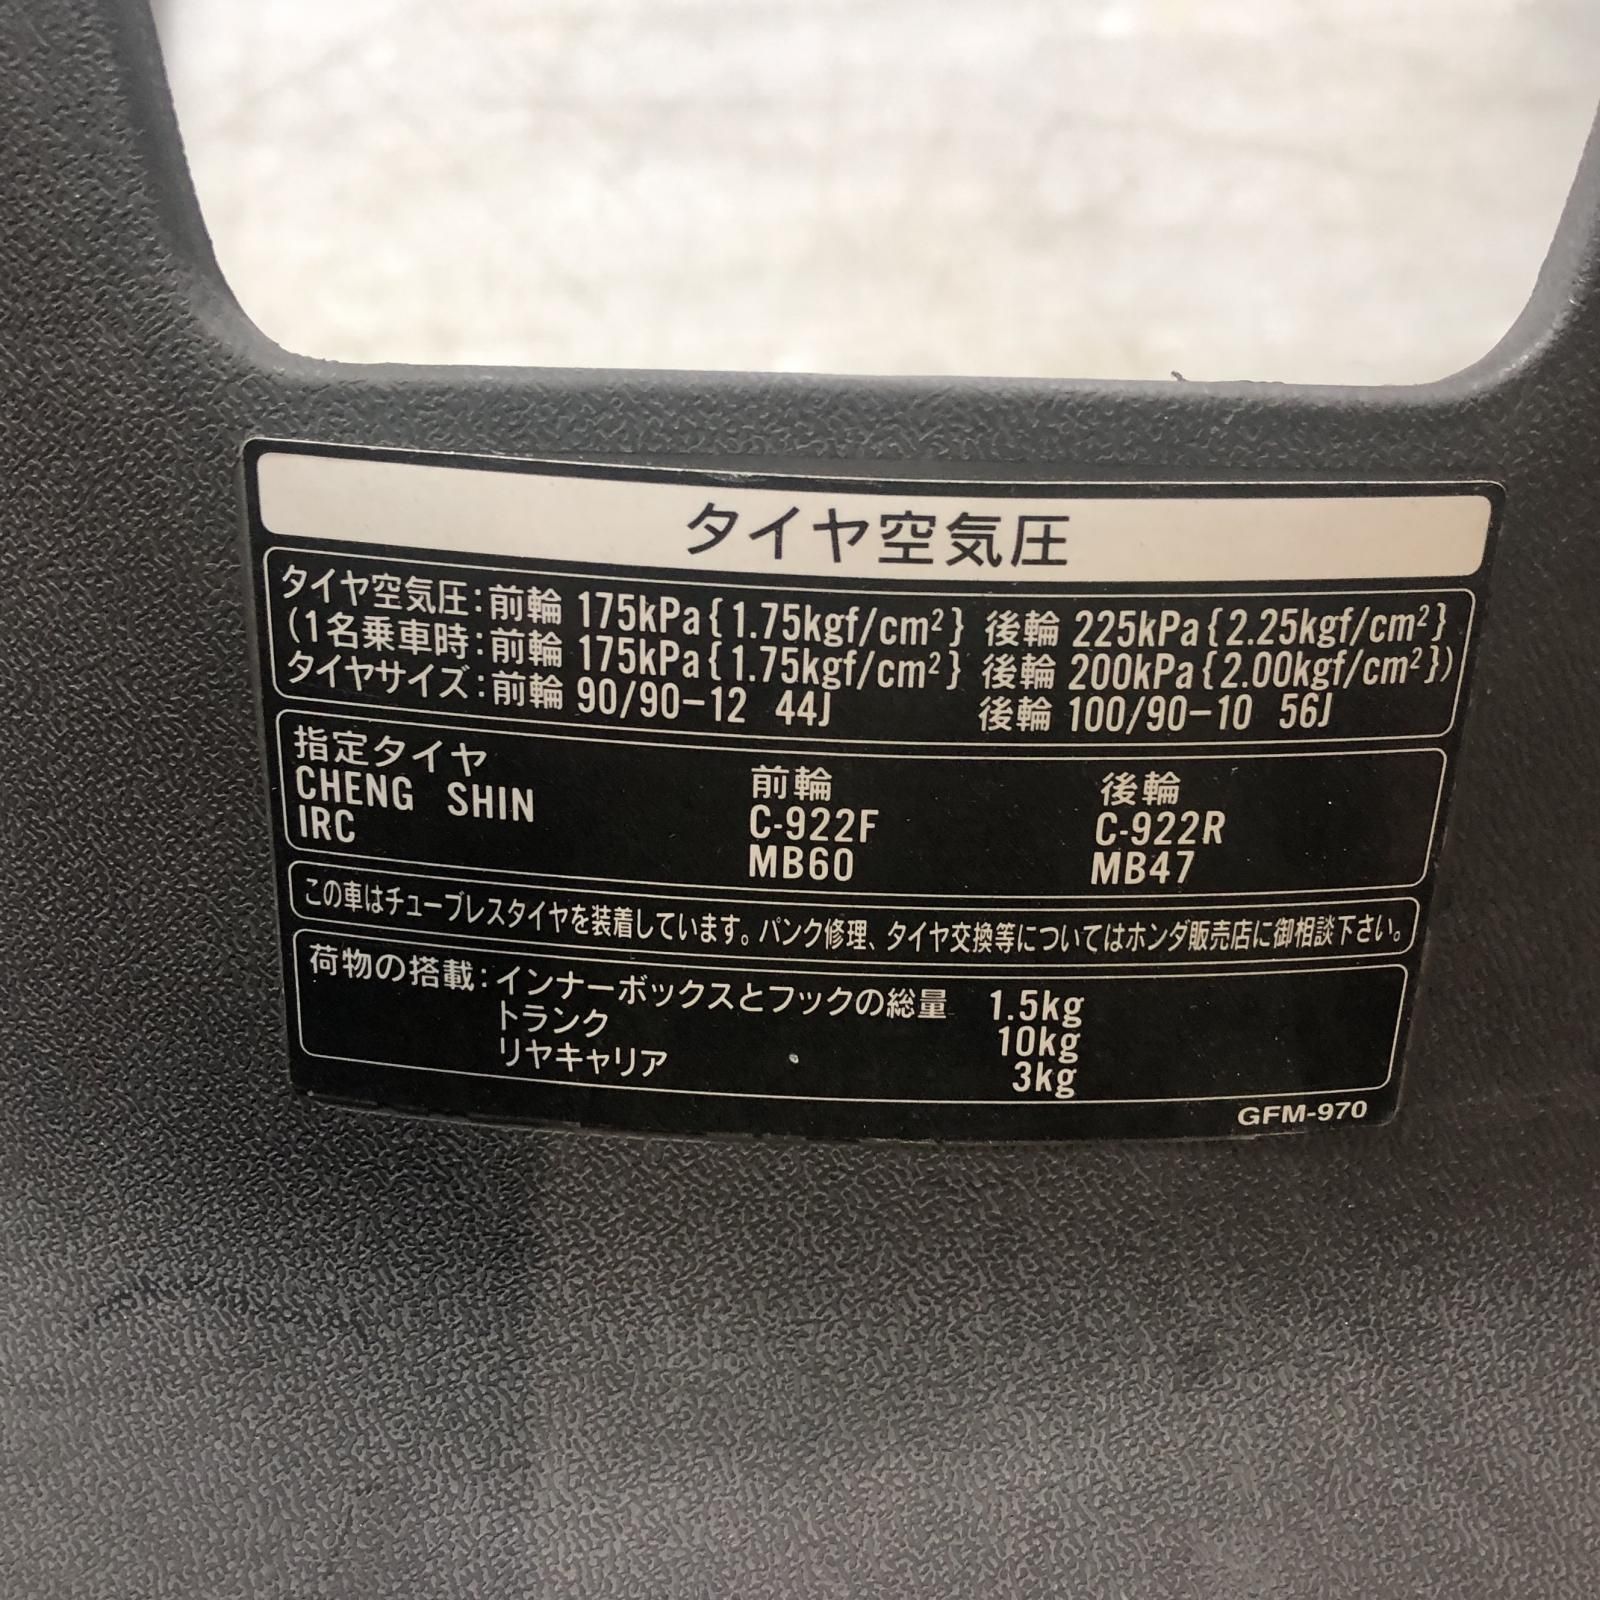 タイヤ空気圧
タイヤ空気圧：前輪 175kPa{1.75kgf/cm²} 後輪 225kPa{2.25kgf/cm²}
(1名乗車時：前輪 175kPa{1.75kgf/cm²} 後輪 200kPa{2.00kgf/cm²})
タイヤサイズ：前輪 90/90-12 44J 後輪 100/90-10 56J
指定タイヤ 前輪 後輪
CHENG SHIN C-922F C-922R
IRC MB60 MB47
この車はチューブレスタイヤを装着しています。パンク修理、タイヤ交換等についてはホンダ販売店に御相談下さい。
荷物の搭載：インナーボックスとフックの総量 1.5kg
トランク 10kg
リヤキャリア 3kg
GFM-970